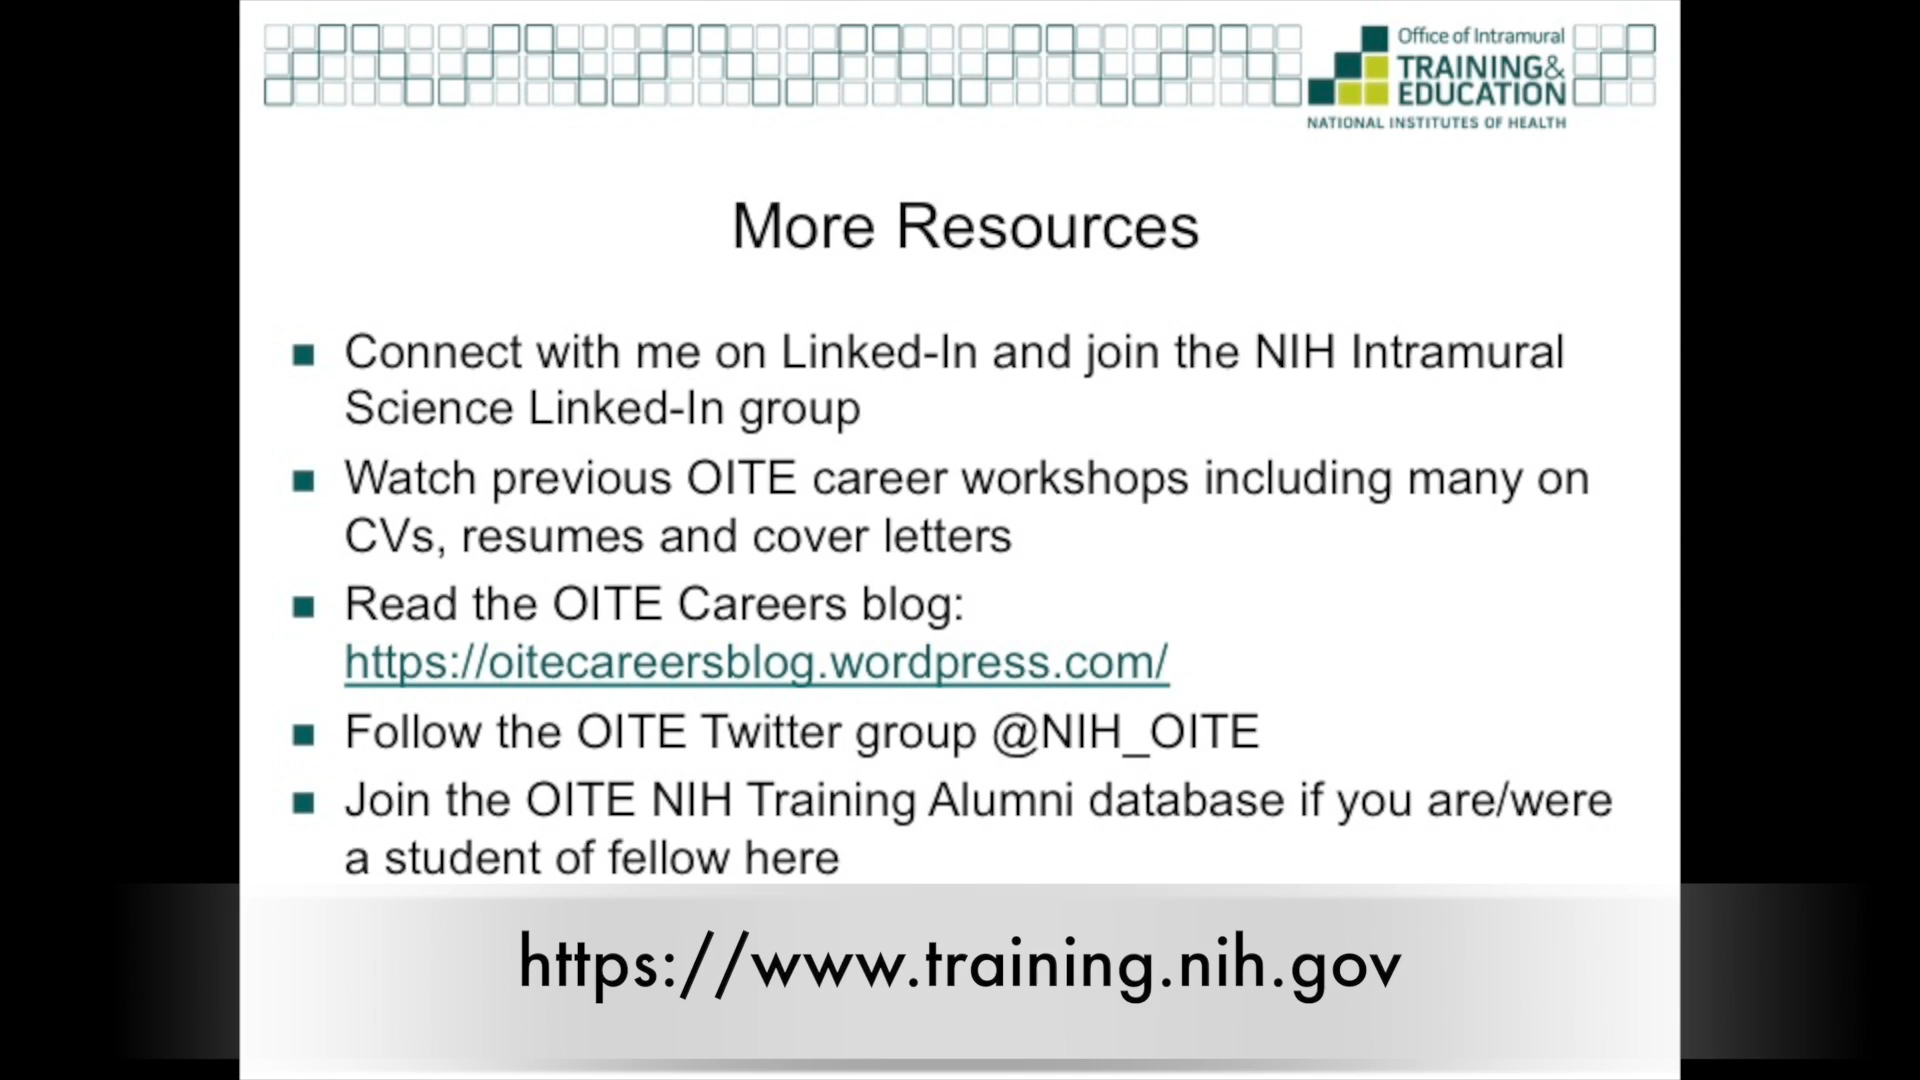 Office of Intramural
TRAINING&
EDUCATION
NATIONAL INSTITUTES OF HEALTH
More Resources
Connect with me on Linked-In and join the NIH Intramural
Science Linked-In group
Watch previous OITE career workshops including many on
CVs, resumes and cover letters
Read the OITE Careers blog:
https://oitecareersblog.wordpress.com/
Follow the OITE Twitter group @NIH_OITE
Join the OITE NIH Training Alumni database if you are/were
a student of fellow here
https://www.training.nih.gov